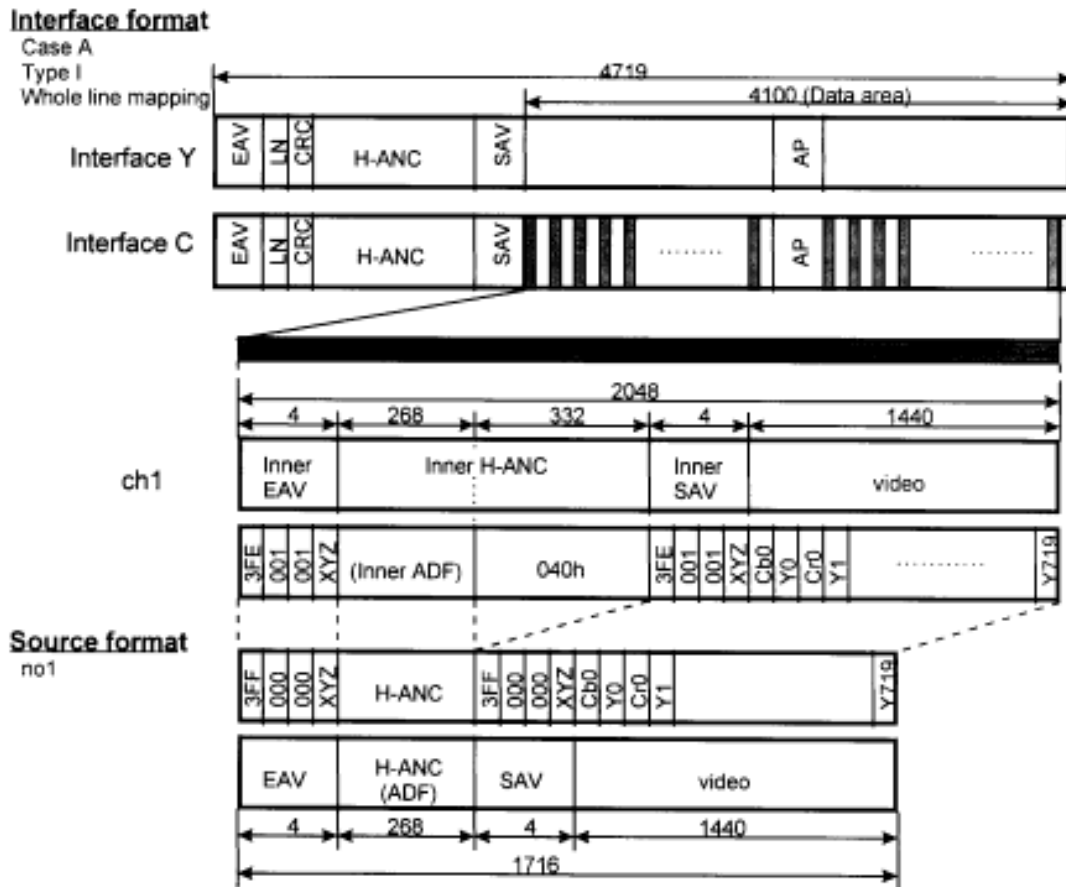 Interface format
Case A
Type I
Whole line mapping
4719
4100 (Data area)
Interface Y
EAV LN CRC H-ANC SAV AP
Interface C
EAV LN CRC H-ANC SAV ........ AP ........
2048
4 268 332 4 1440
ch1
Inner EAV Inner H-ANC Inner SAV video
3FE 001 001 XYZ (Inner ADF) 040h 3FE 001 001 XYZ Cb0 Y0 Cr0 Y1 ............ Y719
Source format
no1
3FF 000 000 XYZ H-ANC 3FF 000 000 XYZ Cb0 Y0 Cr0 Y1 Y719
EAV H-ANC (ADF) SAV video
4 268 4 1440
1716